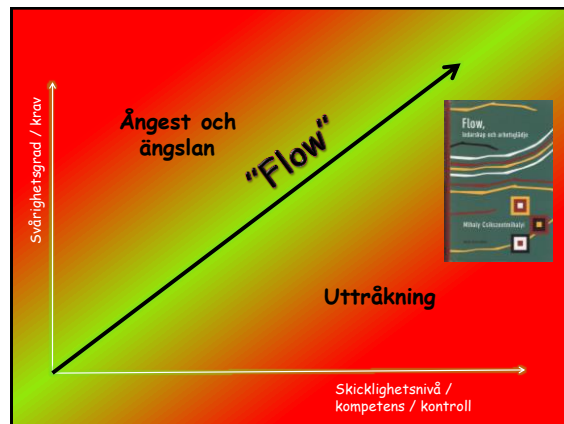 Svårighetsgrad / krav
Ångest och
ängslan
"Flow"
Flow,
ledarskap och arbetsglädje
Mihaly Csikszentmihalyi
Uttråkning
Skicklighetsnivå /
kompetens / kontroll